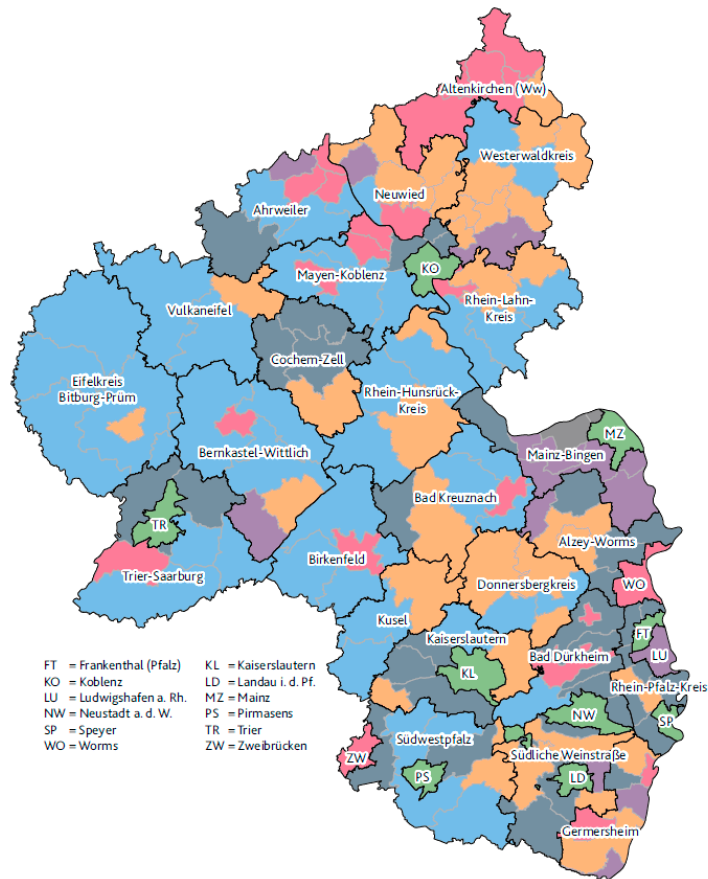 Altenkirchen (Ww)
Westerwaldkreis
Neuwied
Ahrweiler
KO
Mayen-Koblenz
Rhein-Lahn-
Kreis
Vulkaneifel
Cochem-Zell
Eifelkreis
Bitburg-Prüm
Rhein-Hunsrück-
Kreis
MZ
Bernkastel-Wittlich
Mainz-Bingen
Bad Kreuznach
TR
Alzey-Worms
Birkenfeld
Trier-Saarburg
Donnersbergkreis
WO
Kusel
Kaiserslautern
FT
LU
Bad Dürkheim
KL
Rhein-Pfalz-Kreis
NW
SP
Südwestpfalz
ZW
Südliche Weinstraße
PS
LD
Germersheim
FT = Frankenthal (Pfalz)
KO = Koblenz
LU = Ludwigshafen a. Rh.
NW = Neustadt a. d. W.
SP = Speyer
WO = Worms
KL = Kaiserslautern
LD = Landau i. d. Pf.
MZ = Mainz
PS = Pirmasens
TR = Trier
ZW = Zweibrücken